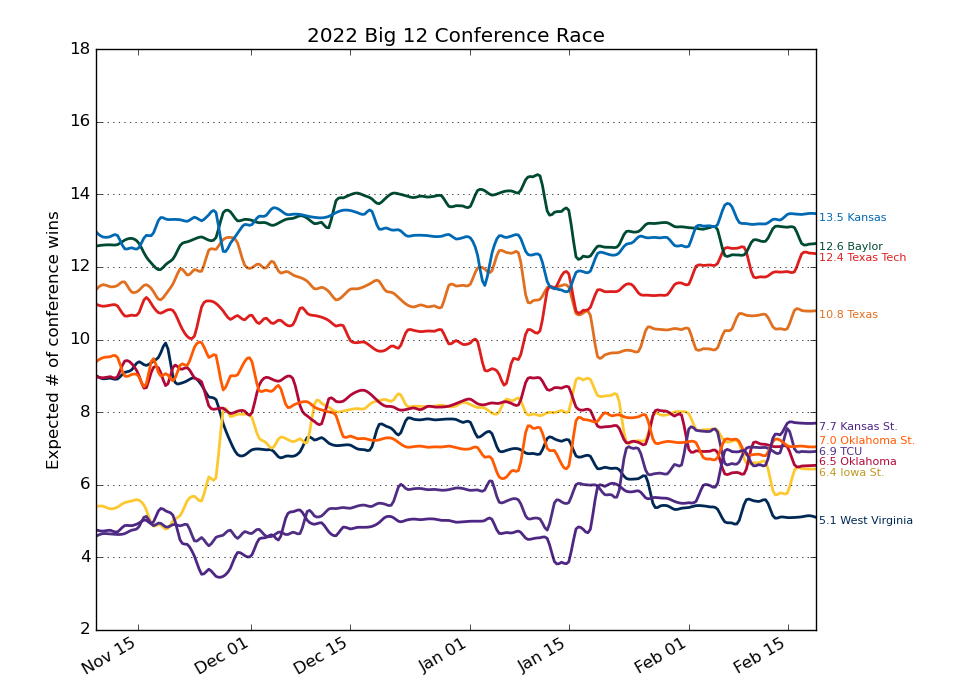 2022 Big 12 Conference Race
Expected # of conference wins
18
16
14
12
10
8
6
4
2
13.5 Kansas
12.6 Baylor
12.4 Texas Tech
10.8 Texas
7.7 Kansas St.
7.0 Oklahoma St.
6.9 TCU
6.5 Oklahoma
6.4 Iowa St.
5.1 West Virginia
Nov 15
Dec 01
Dec 15
Jan 01
Jan 15
Feb 01
Feb 15